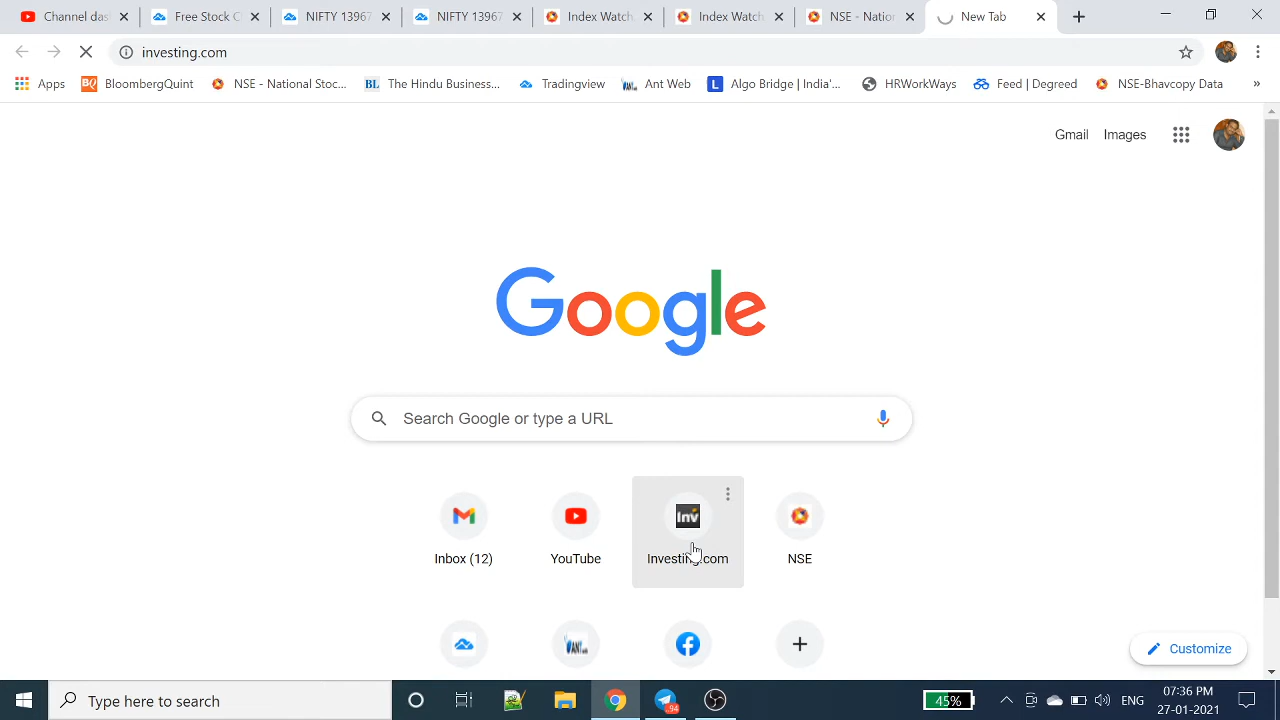 Channel das
Free Stock C
NIFTY 13967
NIFTY 13967
Index Watch
Index Watch
NSE - Nation
New Tab
investing.com
Apps
BloombergQuint
NSE - National Stoc...
BL
The Hindu Business...
Tradingview
Ant Web
L
Algo Bridge | India'...
HRWorkWays
Feed | Degreed
NSE-Bhavcopy Data
»
Gmail
Images
Google
Search Google or type a URL
Inv
Inbox (12)
YouTube
Investing.com
NSE
Customize
Type here to search
94
45%
ENG
07:36 PM
27-01-2021